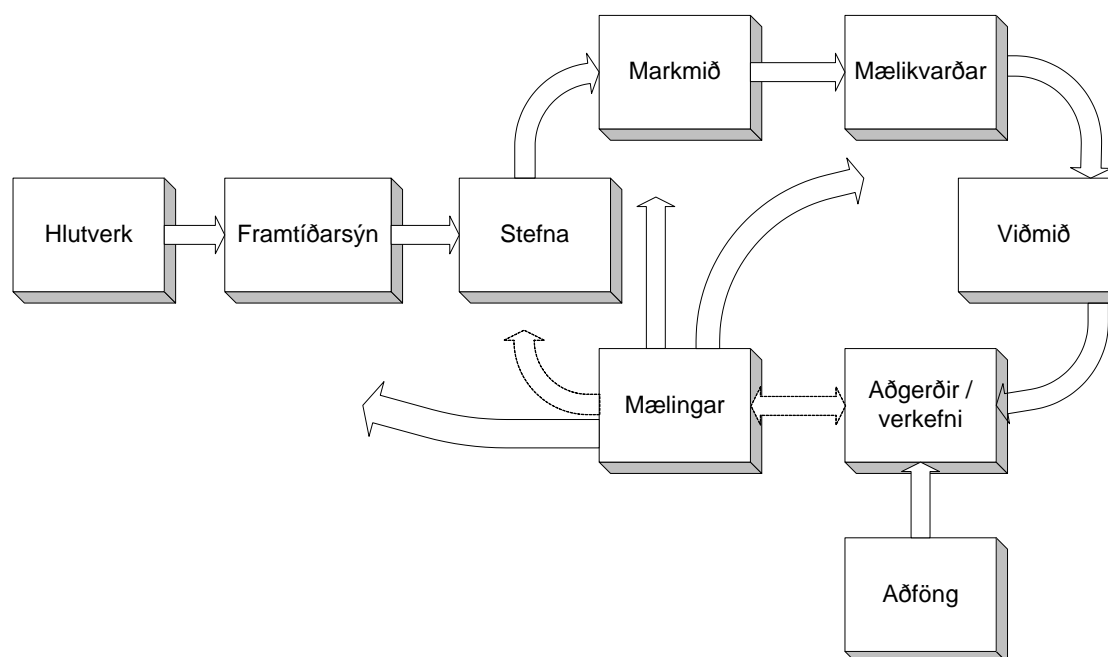 Markmið
Mælikvarðar
Hlutverk
Framtíðarsýn
Stefna
Viðmið
Mælingar
Aðgerðir /
verkefni
Aðföng